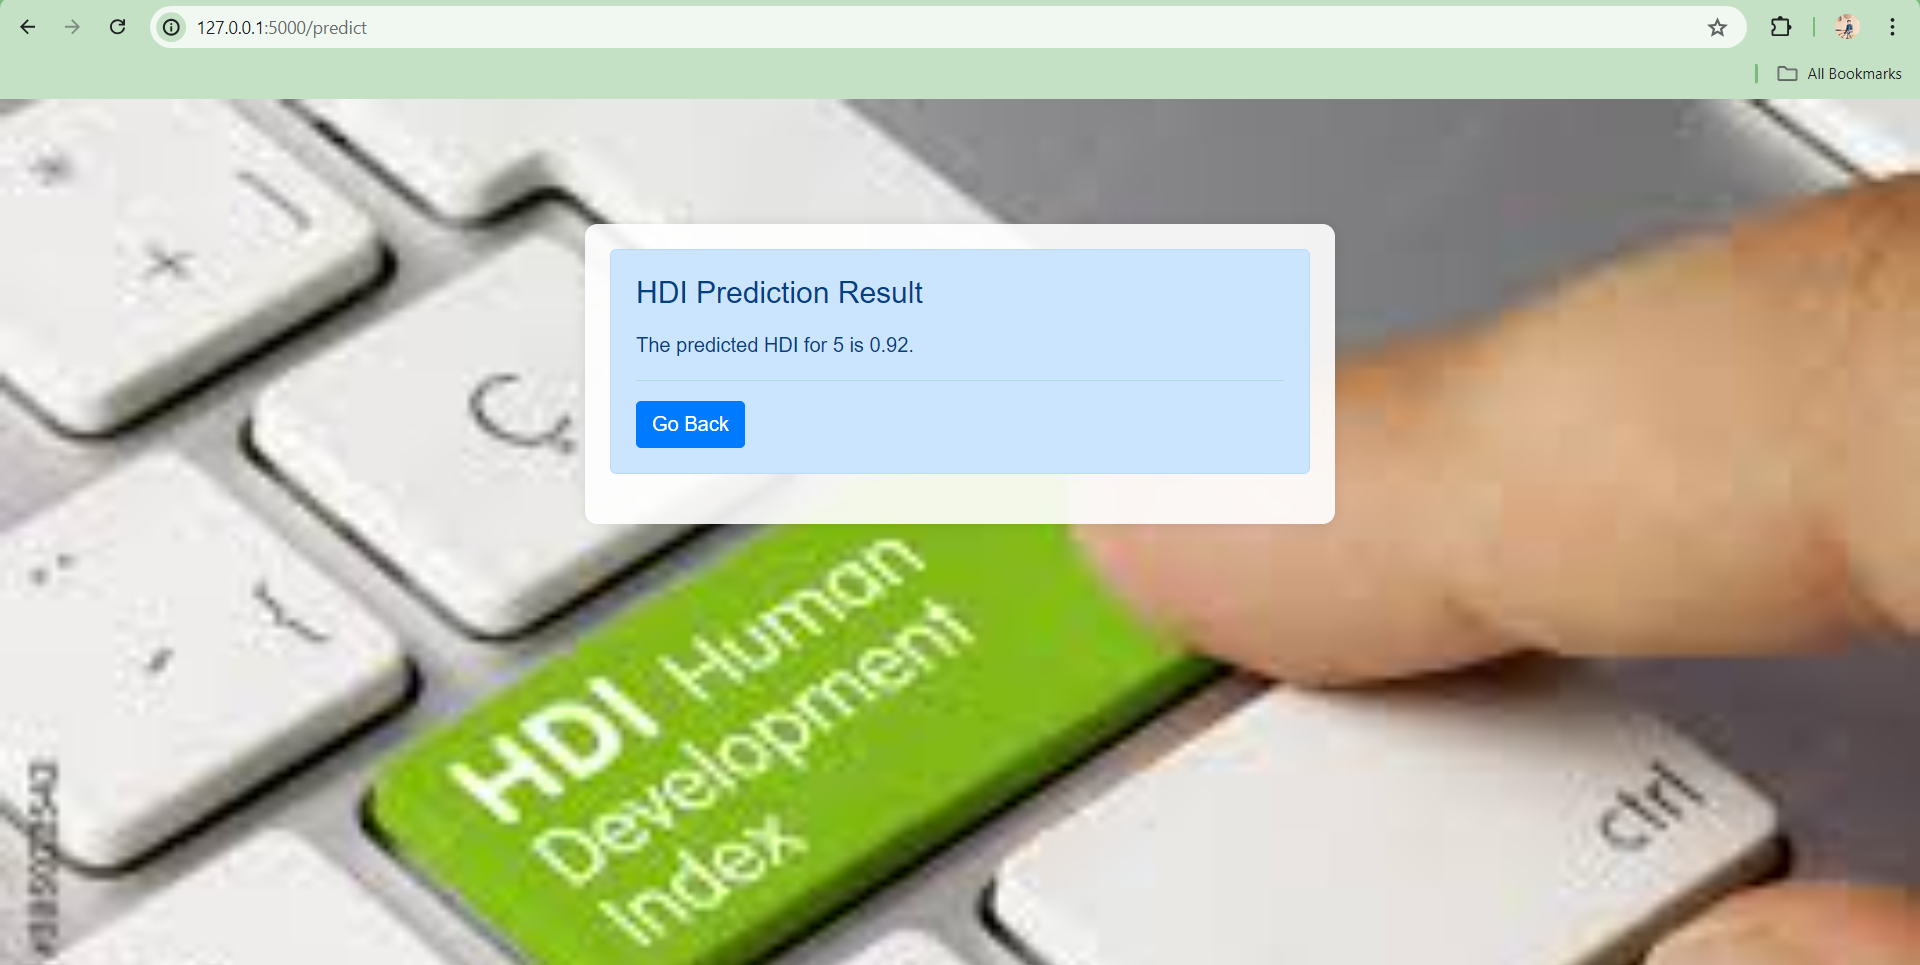 127.0.0.1:5000/predict
All Bookmarks
HDI Prediction Result
The predicted HDI for 5 is 0.92.
Go Back
HDI Human
Development
Index
ctrl